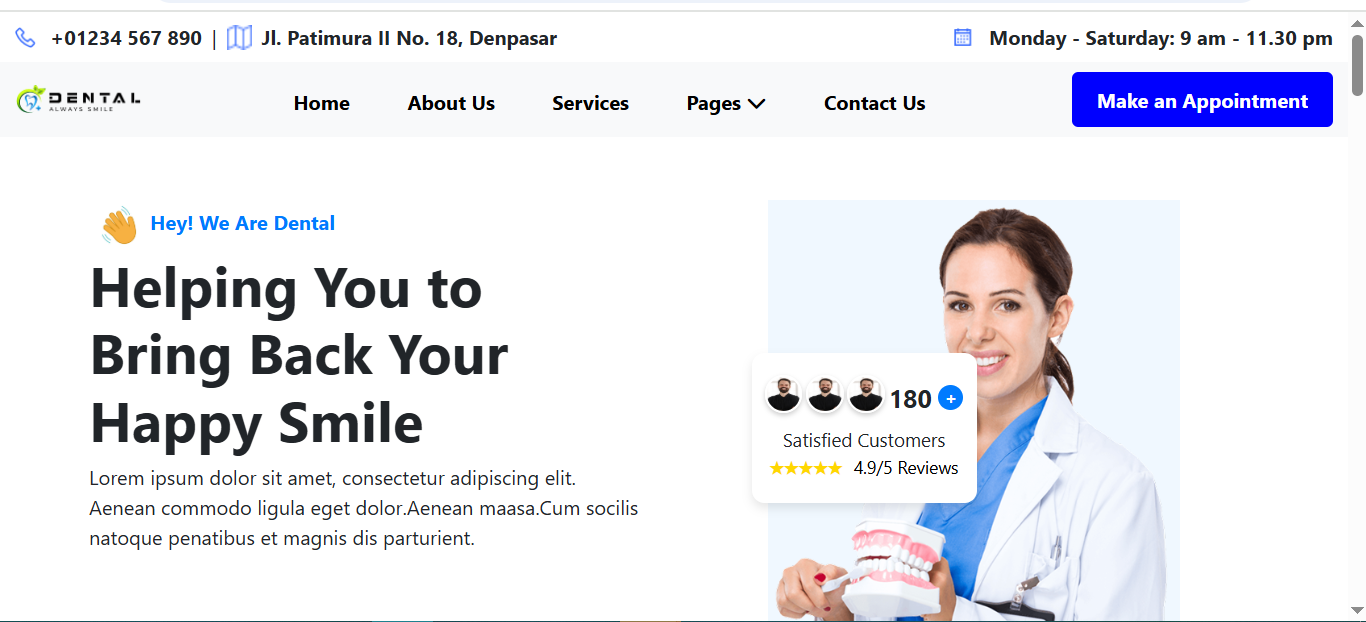 +01234 567 890 | Jl. Patimura II No. 18, Denpasar
Monday - Saturday: 9 am - 11.30 pm
DENTAL
ALWAYS SMILE
Home
About Us
Services
Pages
Contact Us
Make an Appointment
Hey! We Are Dental
Helping You to
Bring Back Your
Happy Smile
Lorem ipsum dolor sit amet, consectetur adipiscing elit.
Aenean commodo ligula eget dolor.Aenean maasa.Cum socilis
natoque penatibus et magnis dis parturient.
180 +
Satisfied Customers
★★★★★ 4.9/5 Reviews